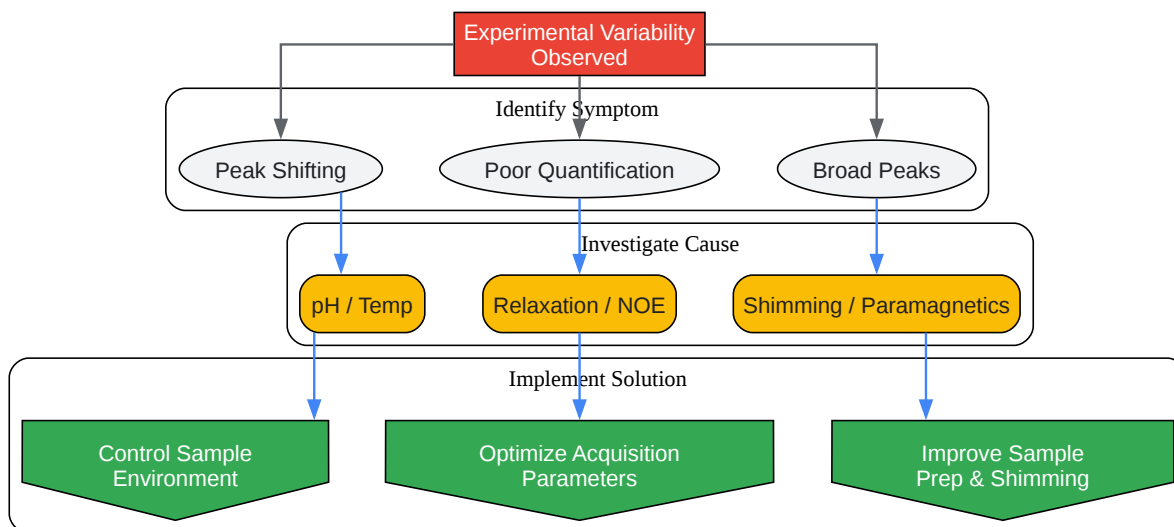 Experimental Variability
Observed
Identify Symptom
Peak Shifting
Poor Quantification
Broad Peaks
Investigate Cause
pH / Temp
Relaxation / NOE
Shimming / Paramagnetics
Implement Solution
Control Sample
Environment
Optimize Acquisition
Parameters
Improve Sample
Prep & Shimming